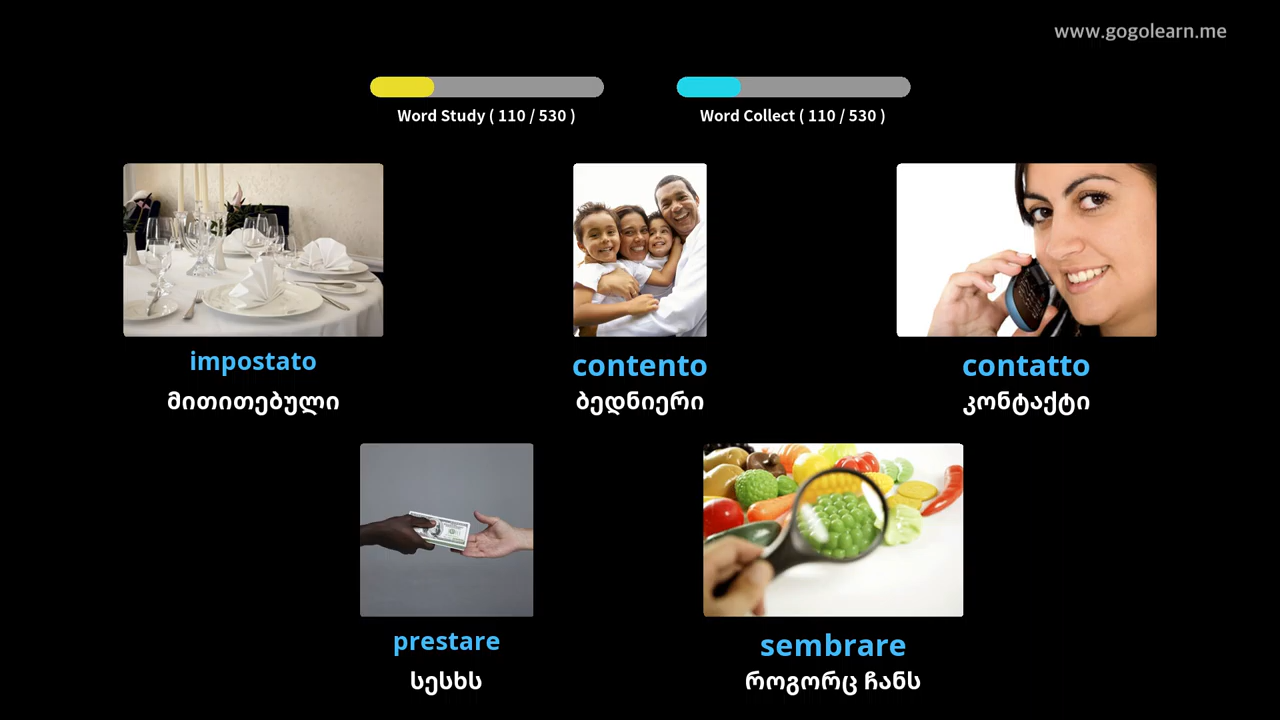 www.gogolearn.me
Word Study ( 110 / 530 )
Word Collect ( 110 / 530 )
impostato
contento
contatto
მითითებული
ბედნიერი
კონტაქტი
prestare
sembrare
სესხს
როგორც ჩანს